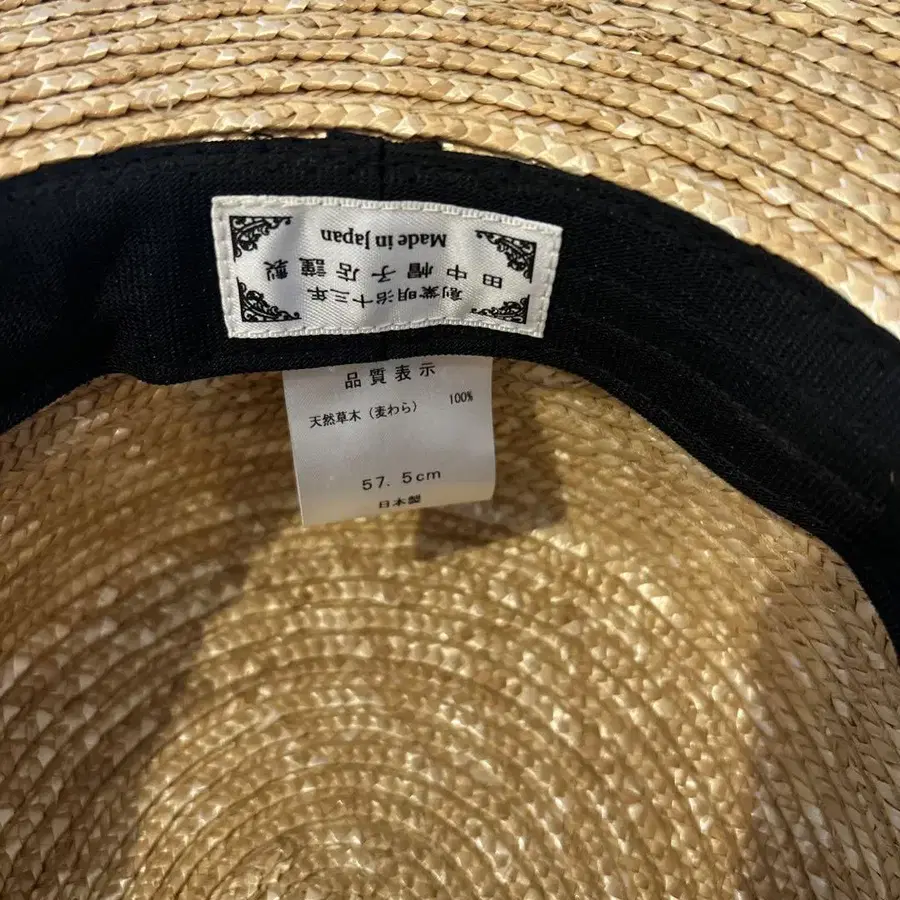 創業明治十三年
田中帽子店謹製
Made in Japan
品質表示
天然草木（麦わら） 100%
57.5cm
日本製